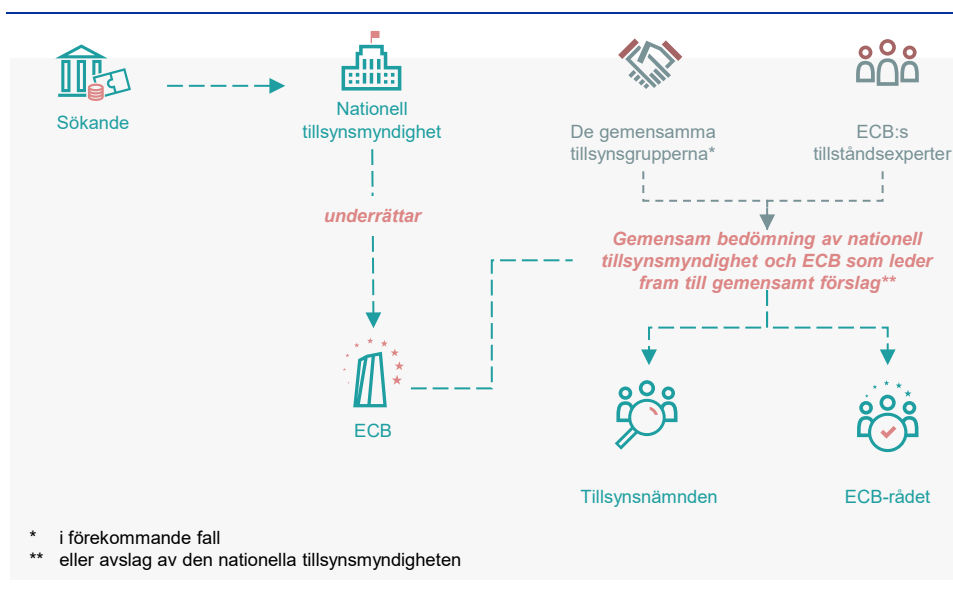 Sökande
Nationell
tillsynsmyndighet
De gemensamma
tillsynsgrupperna*
ECB:s
tillståndsexperter
underrättar
Gemensam bedömning av nationell
tillsynsmyndighet och ECB som leder
fram till gemensamt förslag**
ECB
Tillsynsnämnden
ECB-rådet
* i förekommande fall
** eller avslag av den nationella tillsynsmyndigheten